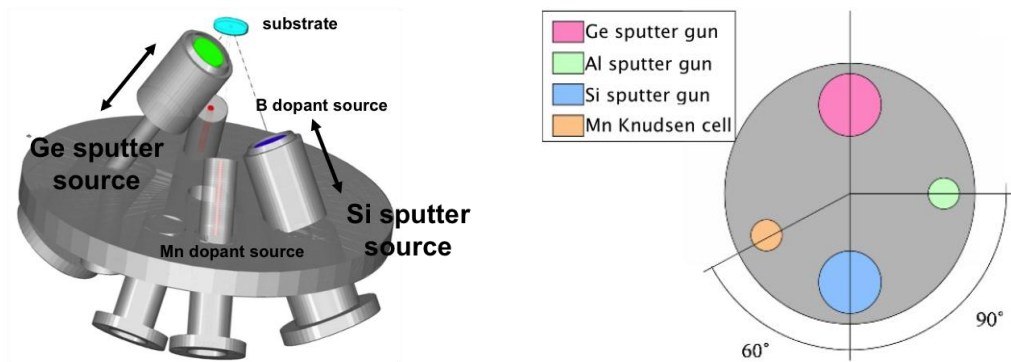 substrate
B dopant source
Ge sputter
source
Si sputter
source
Mn dopant source
Ge sputter gun
Al sputter gun
Si sputter gun
Mn Knudsen cell
90°
60°